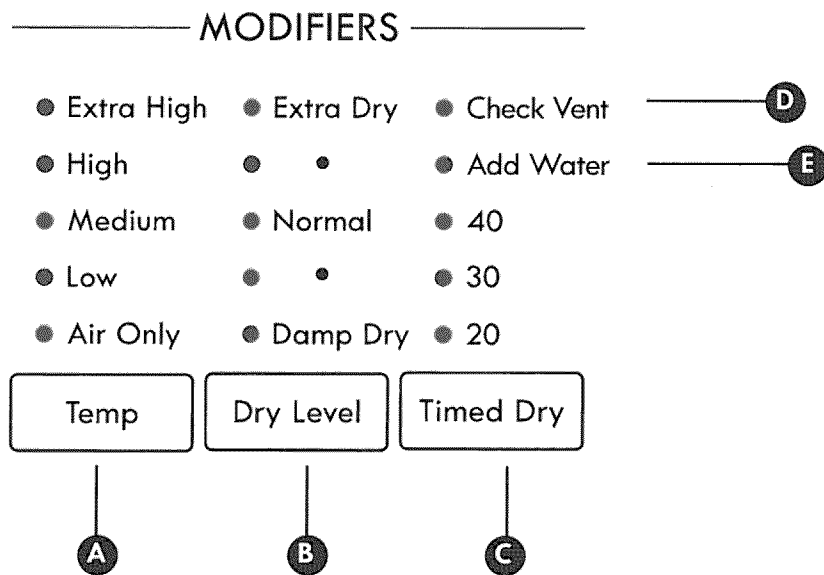 MODIFIERS
Extra High Extra Dry Check Vent D
High Add Water E
Medium Normal 40
Low 30
Air Only Damp Dry 20
Temp Dry Level Timed Dry
A B C